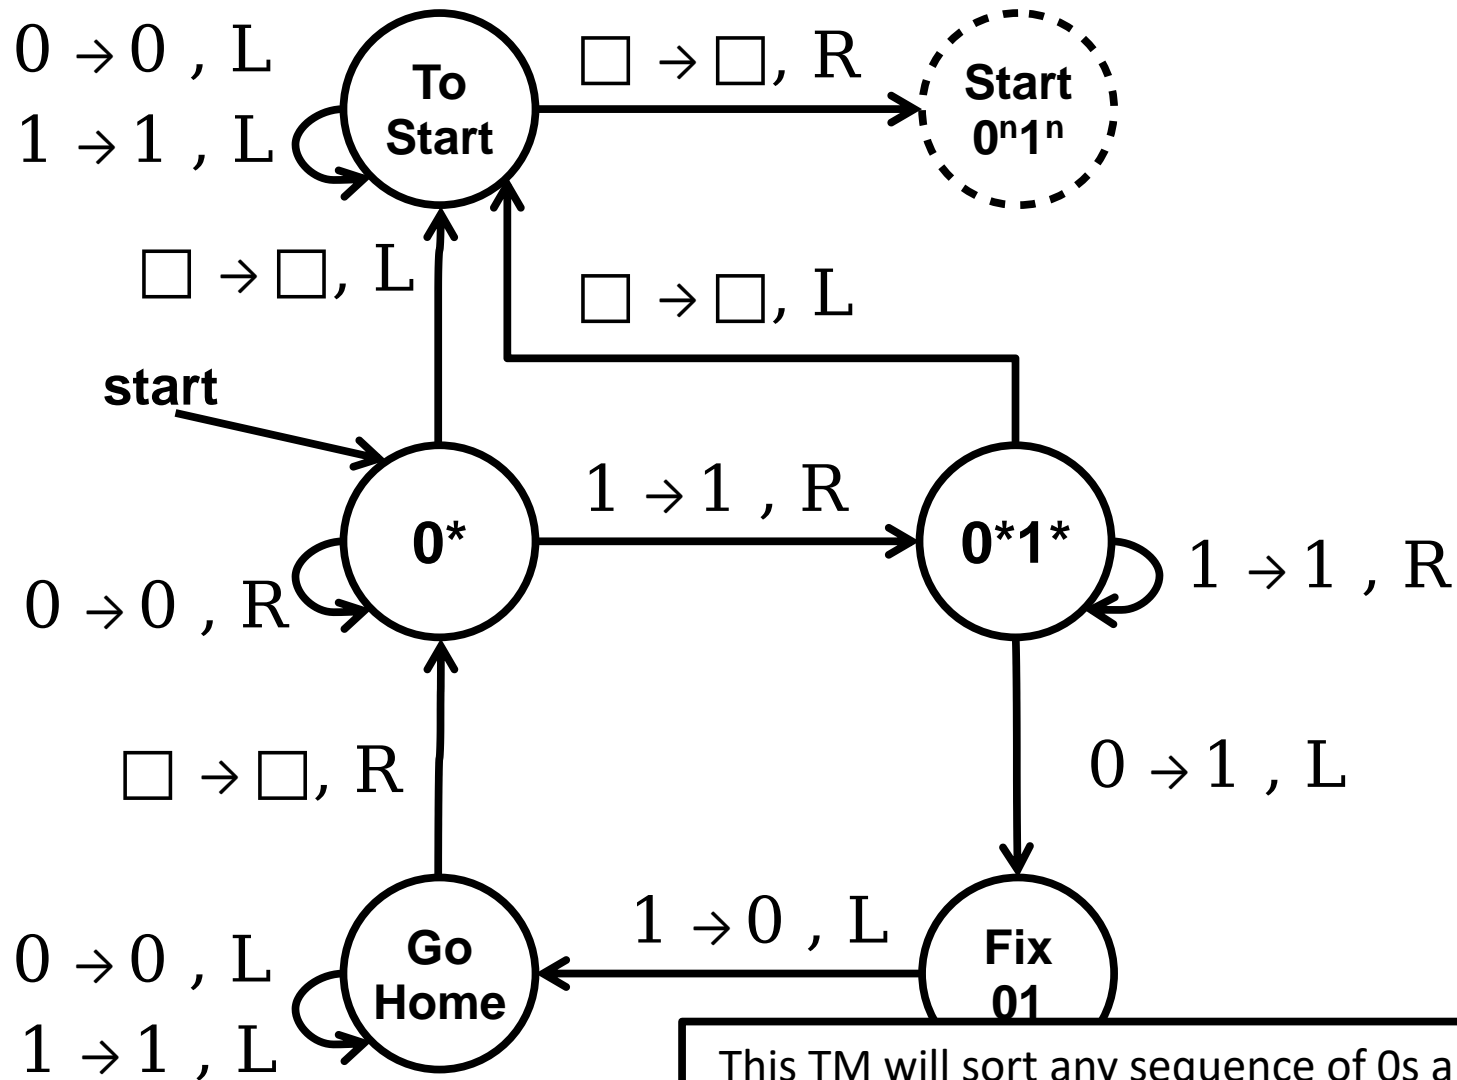 0 → 0 , L
1 → 1 , L
To
Start
□ → □, R
Start
0ⁿ1ⁿ
□ → □, L
□ → □, L
start
0*
1 → 1 , R
0*1*
1 → 1 , R
0 → 0 , R
□ → □, R
0 → 1 , L
0 → 0 , L
1 → 1 , L
Go
Home
1 → 0 , L
Fix
01
This TM will sort any sequence of 0s a